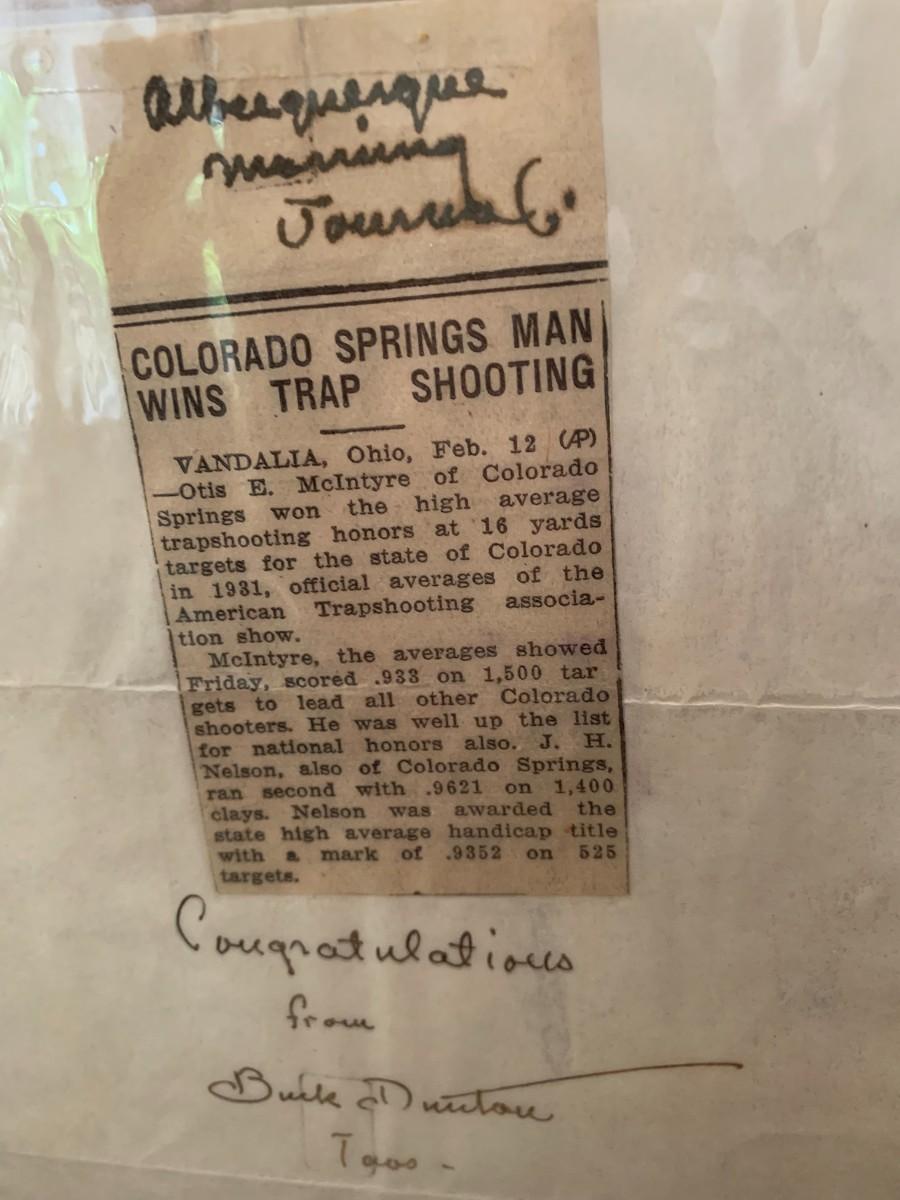 Albuquerque
Morning
Journal.
COLORADO SPRINGS MAN
WINS TRAP SHOOTING
VANDALIA, Ohio, Feb. 12 (AP)
—Otis E. McIntyre of Colorado
Springs won the high average
trapshooting honors at 16 yards
targets for the state of Colorado
in 1931, official averages of the
American Trapshooting associa-
tion show.
McIntyre, the averages showed
Friday, scored .933 on 1,500 tar
gets to lead all other Colorado
shooters. He was well up the list
for national honors also. J. H.
Nelson, also of Colorado Springs,
ran second with .9621 on 1,400
clays. Nelson was awarded the
state high average handicap title
with a mark of .9352 on 525
targets.
Congratulations
from
Buck Dunton
Taos -